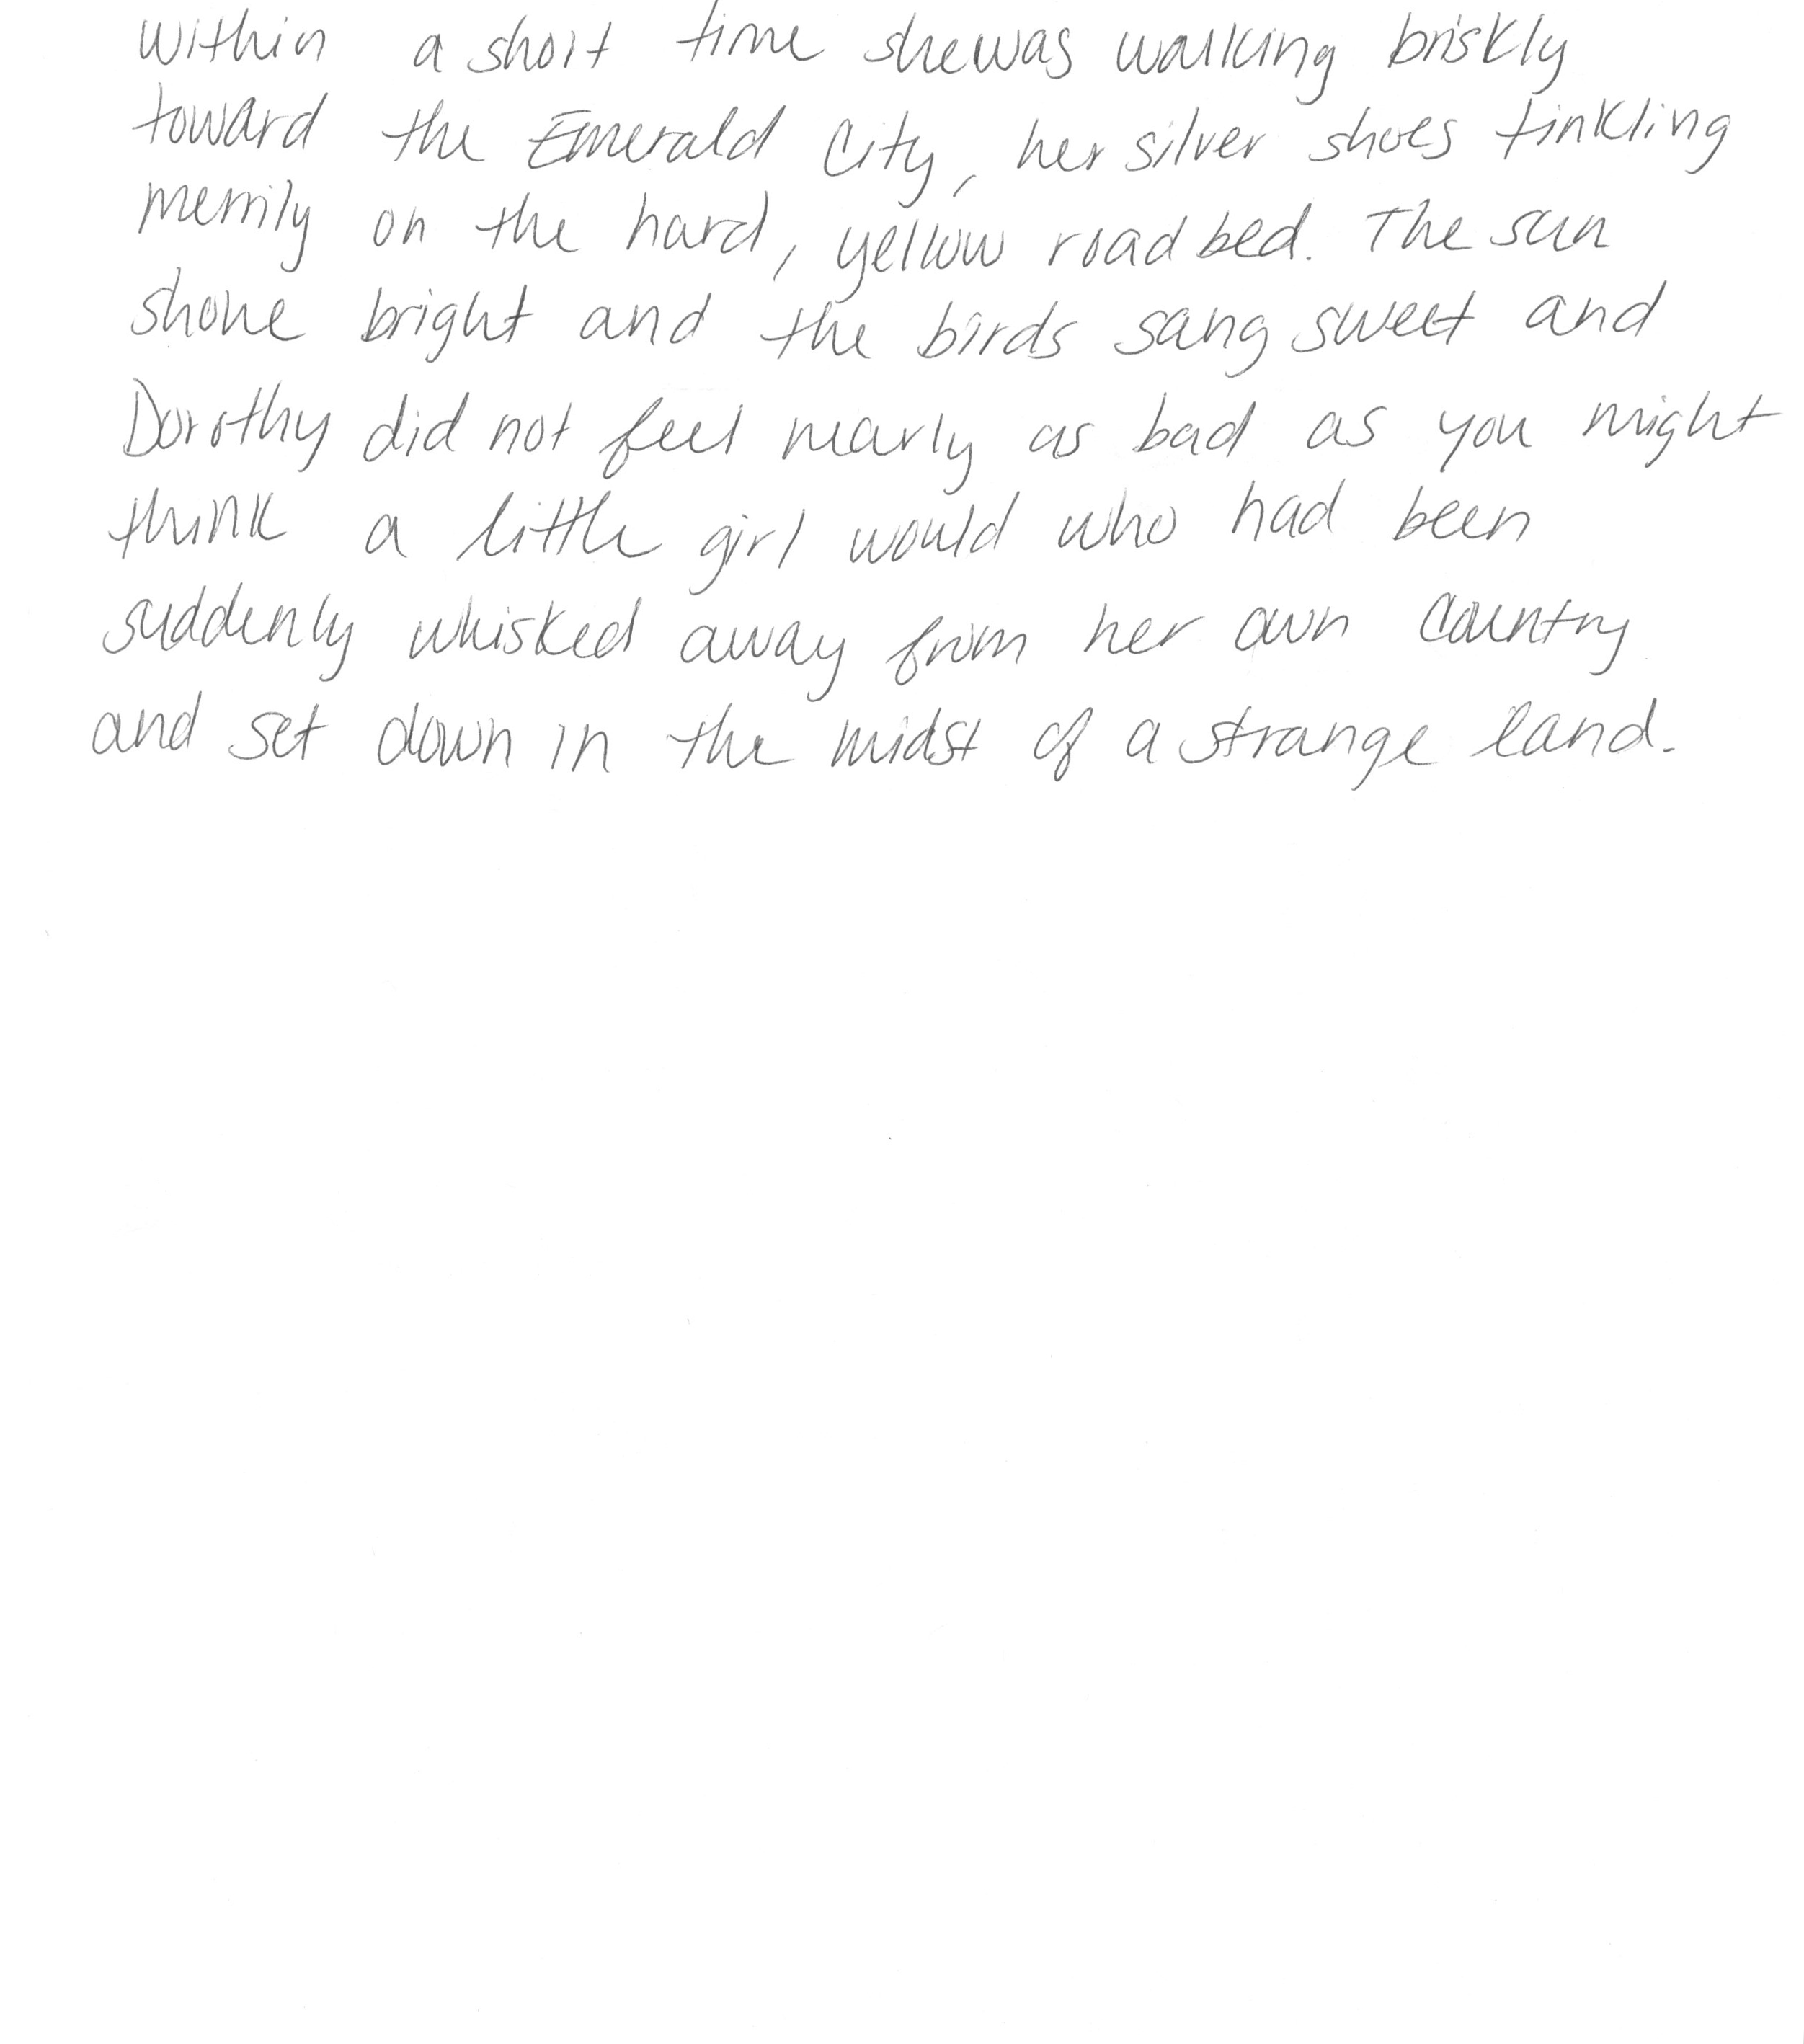 Within a short time she was walking briskly
toward the Emerald City, her silver shoes tinkling
merrily on the hard, yellow road bed. The sun
shone bright and the birds sang sweet and
Dorothy did not feel nearly as bad as you might
think a little girl would who had been
suddenly whisked away from her own country
and set down in the midst of a strange land.